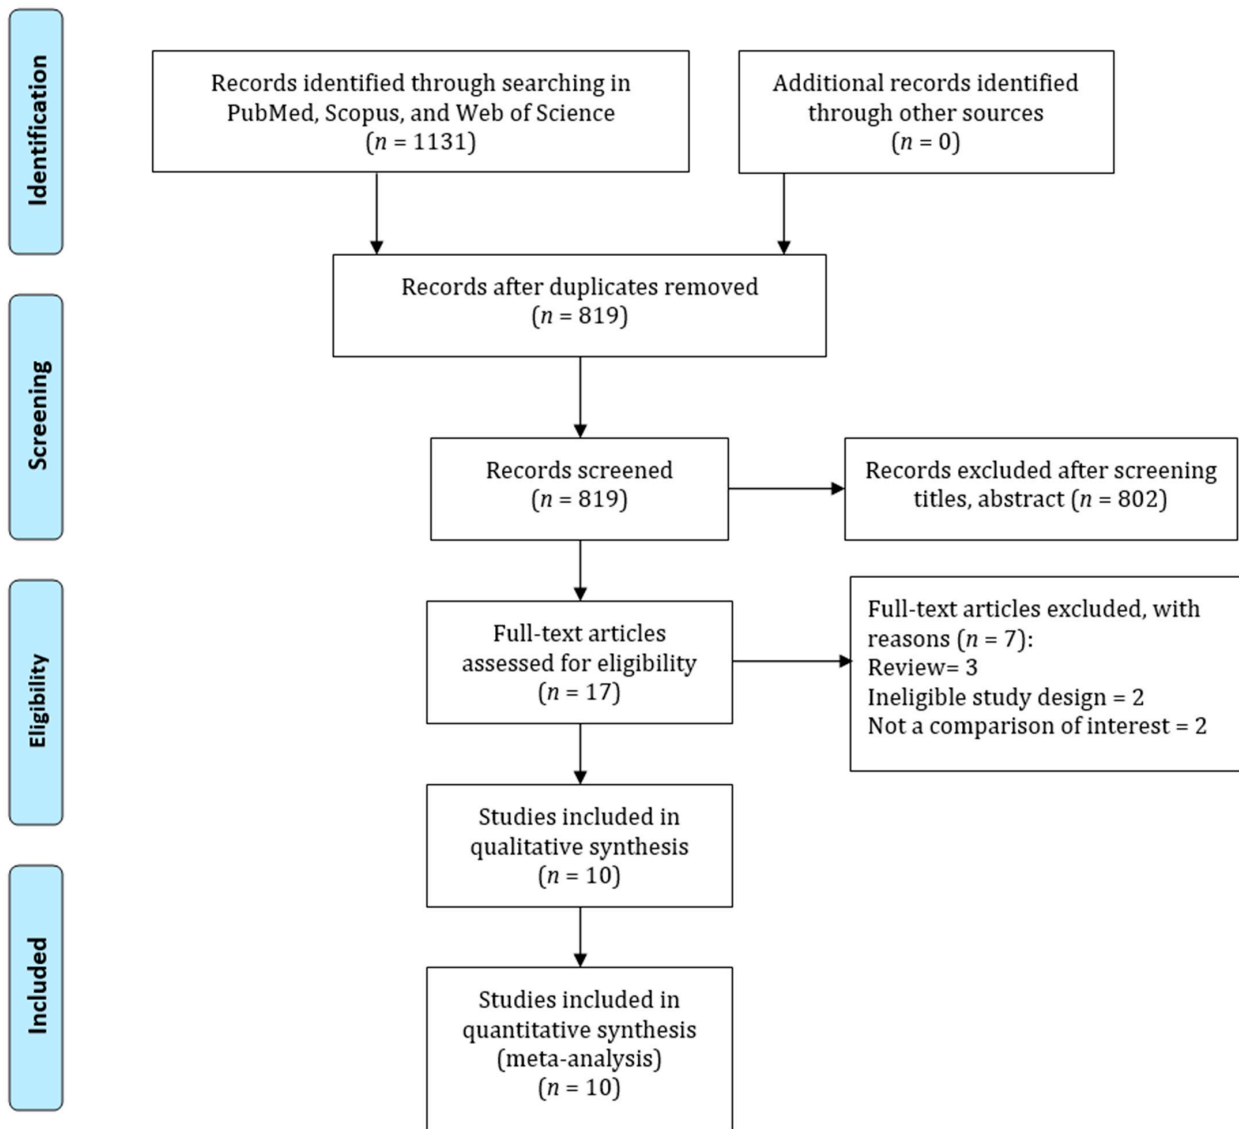 Identification
Records identified through searching in
PubMed, Scopus, and Web of Science
(n = 1131)
Additional records identified
through other sources
(n = 0)
Records after duplicates removed
(n = 819)
Screening
Records screened
(n = 819)
Records excluded after screening
titles, abstract (n = 802)
Eligibility
Full-text articles
assessed for eligibility
(n = 17)
Full-text articles excluded, with
reasons (n = 7):
Review= 3
Ineligible study design = 2
Not a comparison of interest = 2
Studies included in
qualitative synthesis
(n = 10)
Included
Studies included in
quantitative synthesis
(meta-analysis)
(n = 10)